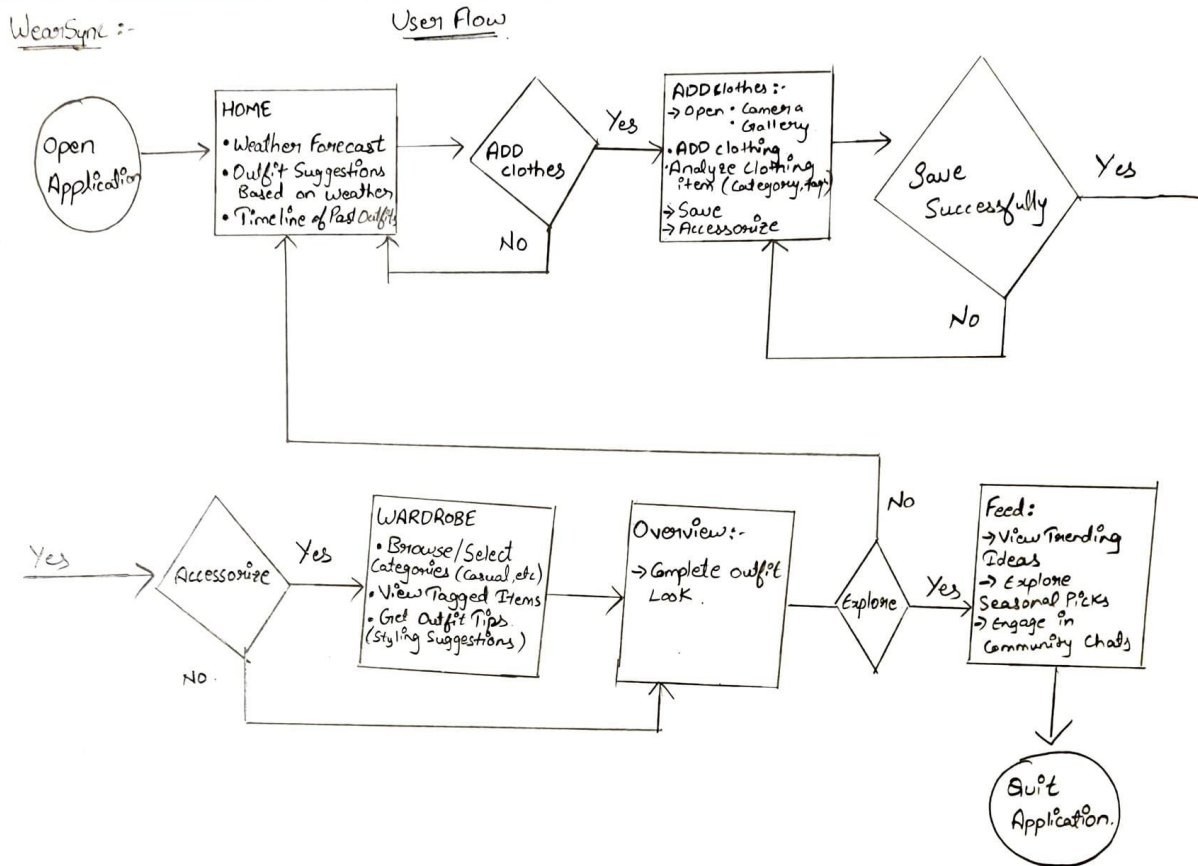 WearSync :-
User Flow
Open
Application
HOME
• Weather Forecast
• Outfit Suggestions
Based on weather
• Timeline of Past Outfits
ADD
clothes
Yes
No
ADD clothes :-
→ Open • Camera
• Gallery
• ADD clothing
• Analyze Clothing
item (Category, tags)
→ Save
→ Accessorize
Save
Successfully
Yes
No
Yes
Accessorize
Yes
No.
WARDROBE
• Browse/Select
Categories (Casual, etc)
• View Tagged Items
• Get Outfit Tips
(Styling Suggestions)
Overview :-
→ Complete outfit
Look.
Explore
No
Yes
Feed :
→ View Trending
Ideas
→ Explore
Seasonal Picks
→ Engage in
Community Chats
Quit
Application.